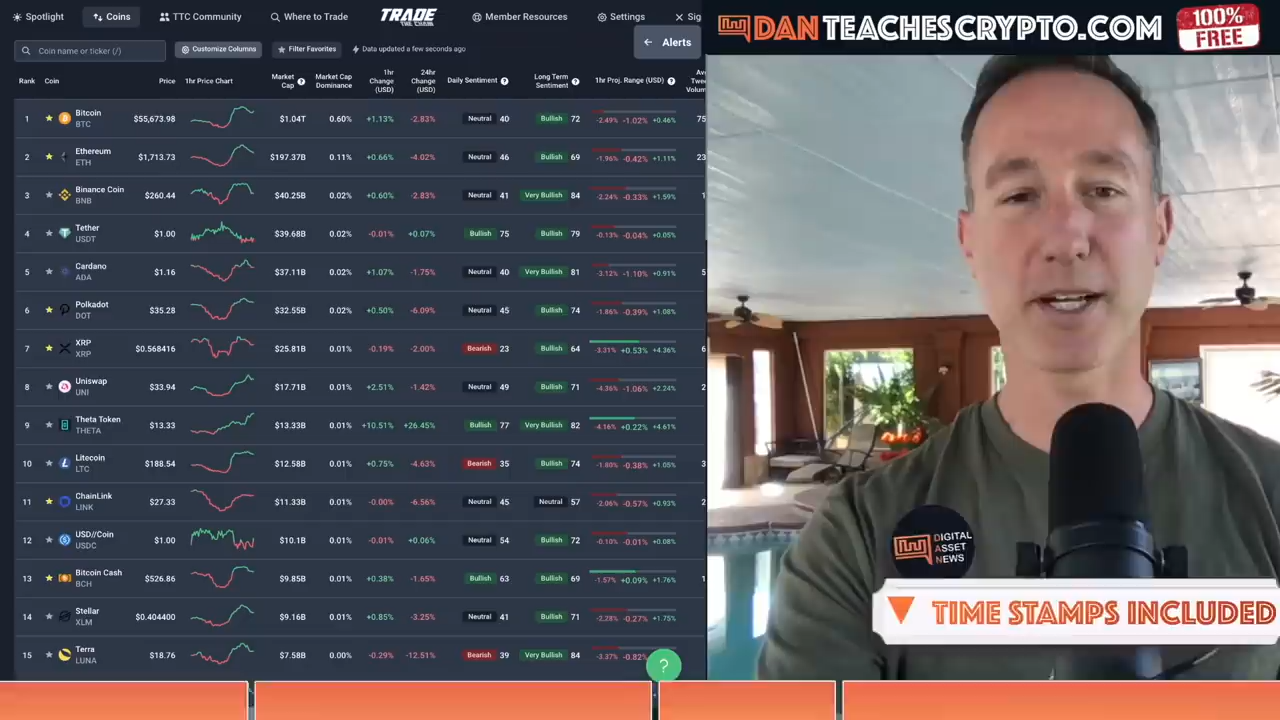 Spotlight Coins TTC Community Where to Trade TRADE THE CHAIN Member Resources Settings Sig
Coin name or ticker (/) Customize Columns Filter Favorites Data updated a few seconds ago Alerts
Rank Coin Price 1hr Price Chart Market Cap Market Cap Dominance 1hr Change (USD) 24hr Change (USD) Daily Sentiment Long Term Sentiment 1hr Proj. Range (USD)
1 Bitcoin BTC $55,673.98 $1.04T 0.60% +1.13% -2.83% Neutral 40 Bullish 72 -2.49% -1.02% +0.46% 75
2 Ethereum ETH $1,713.73 $197.37B 0.11% +0.66% -4.02% Neutral 46 Bullish 69 -1.96% -0.42% +1.11% 23
3 Binance Coin BNB $260.44 $40.25B 0.02% +0.60% -2.83% Neutral 41 Very Bullish 84 -2.24% -0.33% +1.59% 1
4 Tether USDT $1.00 $39.68B 0.02% -0.01% +0.07% Bullish 75 Bullish 79 -0.13% -0.04% +0.05%
5 Cardano ADA $1.16 $37.11B 0.02% +1.07% -1.75% Neutral 40 Very Bullish 81 -3.12% -1.10% +0.91% 5
6 Polkadot DOT $35.28 $32.55B 0.02% +0.50% -6.09% Neutral 45 Bullish 74 -1.86% -0.39% +1.08%
7 XRP XRP $0.568416 $25.81B 0.01% -0.19% -2.00% Bearish 23 Bullish 64 -3.31% +0.53% +4.36% 6
8 Uniswap UNI $33.94 $17.71B 0.01% +2.51% -1.42% Neutral 49 Bullish 71 -4.36% -1.06% +2.24% 2
9 Theta Token THETA $13.33 $13.33B 0.01% +10.51% +26.45% Bullish 77 Very Bullish 82 -4.16% +0.22% +4.61%
10 Litecoin LTC $188.54 $12.58B 0.01% +0.75% -4.63% Bearish 35 Bullish 74 -1.80% -0.38% +1.05% 3
11 ChainLink LINK $27.33 $11.33B 0.01% -0.00% -6.56% Neutral 45 Neutral 57 -2.06% -0.57% +0.93% 2
12 USD//Coin USDC $1.00 $10.1B 0.01% -0.01% +0.06% Neutral 54 Bullish 72 -0.10% -0.01% +0.08%
13 Bitcoin Cash BCH $526.86 $9.85B 0.01% +0.38% -1.65% Bullish 63 Bullish 69 -1.57% +0.09% +1.76% 1
14 Stellar XLM $0.404400 $9.16B 0.01% +0.85% -3.25% Neutral 41 Bullish 71 -2.28% -0.27% +1.75%
15 Terra LUNA $18.76 $7.58B 0.00% -0.29% -12.51% Bearish 39 Very Bullish 84 -3.37% -0.82%
?
DANTEACHESCRYPTO.COM
100% FREE
DIGITAL
ASSET
NEWS
TIME STAMPS INCLUDED